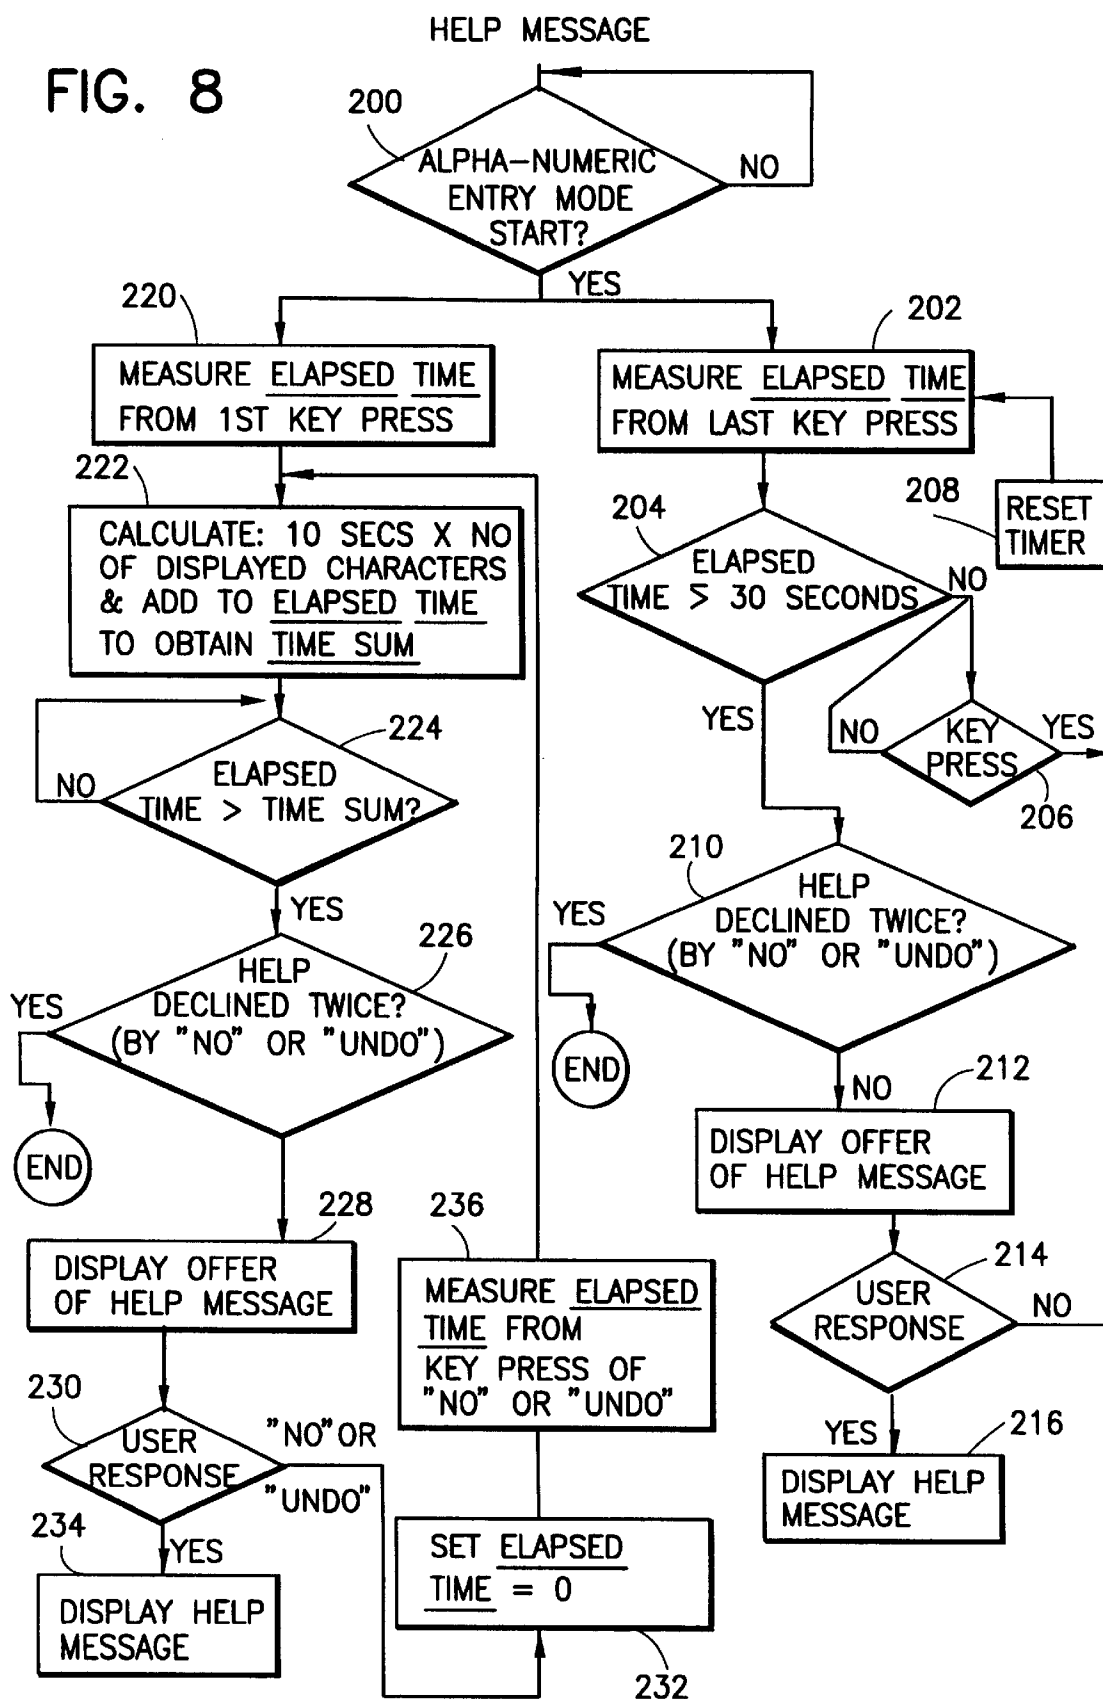 HELP MESSAGE
FIG. 8
200
ALPHA-NUMERIC
ENTRY MODE
START?
NO
YES
220
MEASURE ELAPSED TIME
FROM 1ST KEY PRESS
202
MEASURE ELAPSED TIME
FROM LAST KEY PRESS
222
CALCULATE: 10 SECS X NO
OF DISPLAYED CHARACTERS
& ADD TO ELAPSED TIME
TO OBTAIN TIME SUM
204
ELAPSED
TIME ⋝ 30 SECONDS
NO
208
RESET
TIMER
YES
NO
KEY
PRESS
YES
206
224
ELAPSED
TIME > TIME SUM?
NO
YES
226
HELP
DECLINED TWICE?
(BY "NO" OR "UNDO")
YES
END
210
HELP
DECLINED TWICE?
(BY "NO" OR "UNDO")
YES
END
NO
212
DISPLAY OFFER
OF HELP MESSAGE
228
DISPLAY OFFER
OF HELP MESSAGE
236
MEASURE ELAPSED
TIME FROM
KEY PRESS OF
"NO" OR "UNDO"
214
USER
RESPONSE
NO
YES
216
DISPLAY HELP
MESSAGE
230
USER
RESPONSE
"NO" OR
"UNDO"
YES
234
DISPLAY HELP
MESSAGE
SET ELAPSED
TIME = 0
232